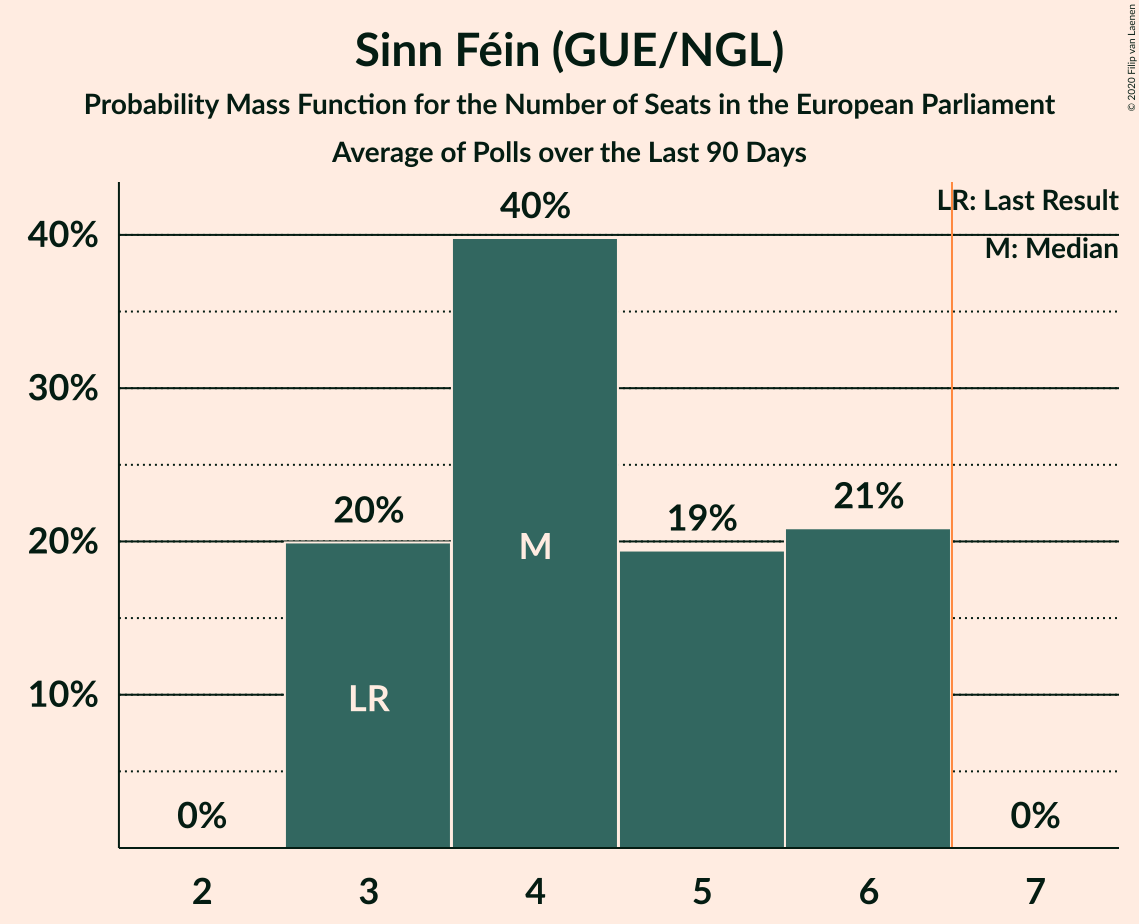 Sinn Féin (GUE/NGL)
Probability Mass Function for the Number of Seats in the European Parliament
Average of Polls over the Last 90 Days
© 2020 Filip van Laenen
LR: Last Result
M: Median
40%
30%
20%
10%
0%
20%
40%
19%
21%
0%
LR
M
2 3 4 5 6 7